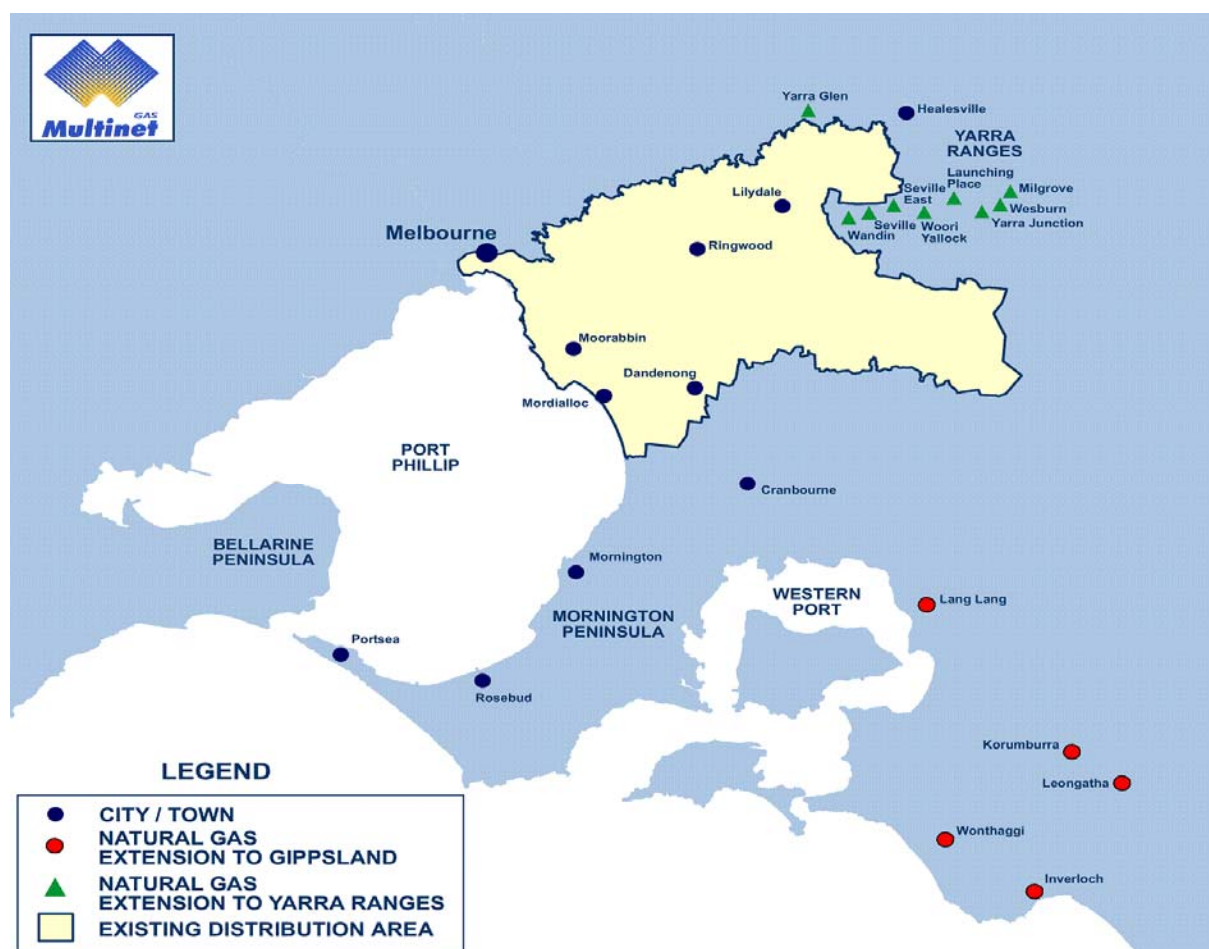 GAS
Multinet
Yarra Glen
Healesville
YARRA
RANGES
Launching
Place
Milgrove
Seville
East
Lilydale
Wesburn
Yarra Junction
Woori
Yallock
Seville
Wandin
Melbourne
Ringwood
Moorabbin
Dandenong
Mordialloc
PORT
PHILLIP
Cranbourne
BELLARINE
PENINSULA
Mornington
WESTERN
PORT
Lang Lang
MORNINGTON
PENINSULA
Portsea
Rosebud
Korumburra
Leongatha
Wonthaggi
Inverloch
LEGEND
CITY / TOWN
NATURAL GAS
EXTENSION TO GIPPSLAND
NATURAL GAS
EXTENSION TO YARRA RANGES
EXISTING DISTRIBUTION AREA